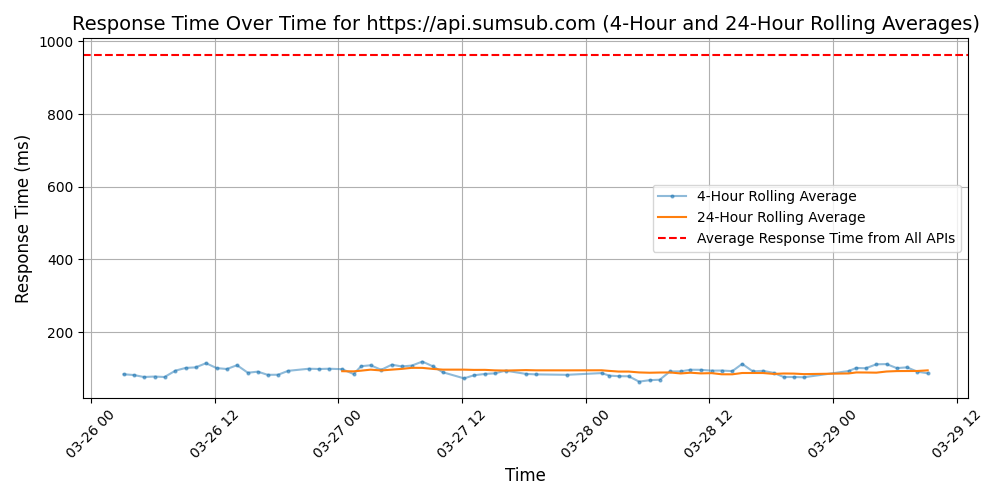 Response Time Over Time for https://api.sumsub.com (4-Hour and 24-Hour Rolling Averages)
Response Time (ms)
1000
800
600
400
200
4-Hour Rolling Average
24-Hour Rolling Average
Average Response Time from All APIs
03-26 00
03-26 12
03-27 00
03-27 12
03-28 00
03-28 12
03-29 00
03-29 12
Time